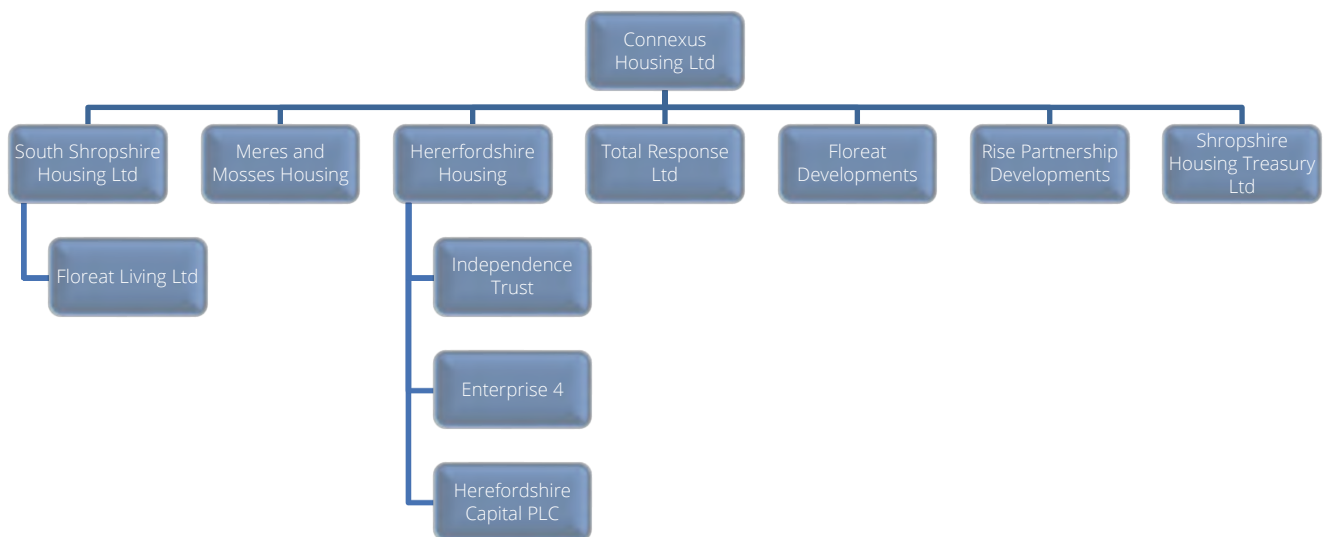 Connexus
Housing Ltd
South Shropshire
Housing Ltd
Meres and
Mosses Housing
Hererfordshire
Housing
Total Response
Ltd
Floreat
Developments
Rise Partnership
Developments
Shropshire
Housing Treasury
Ltd
Floreat Living Ltd
Independence
Trust
Enterprise 4
Herefordshire
Capital PLC